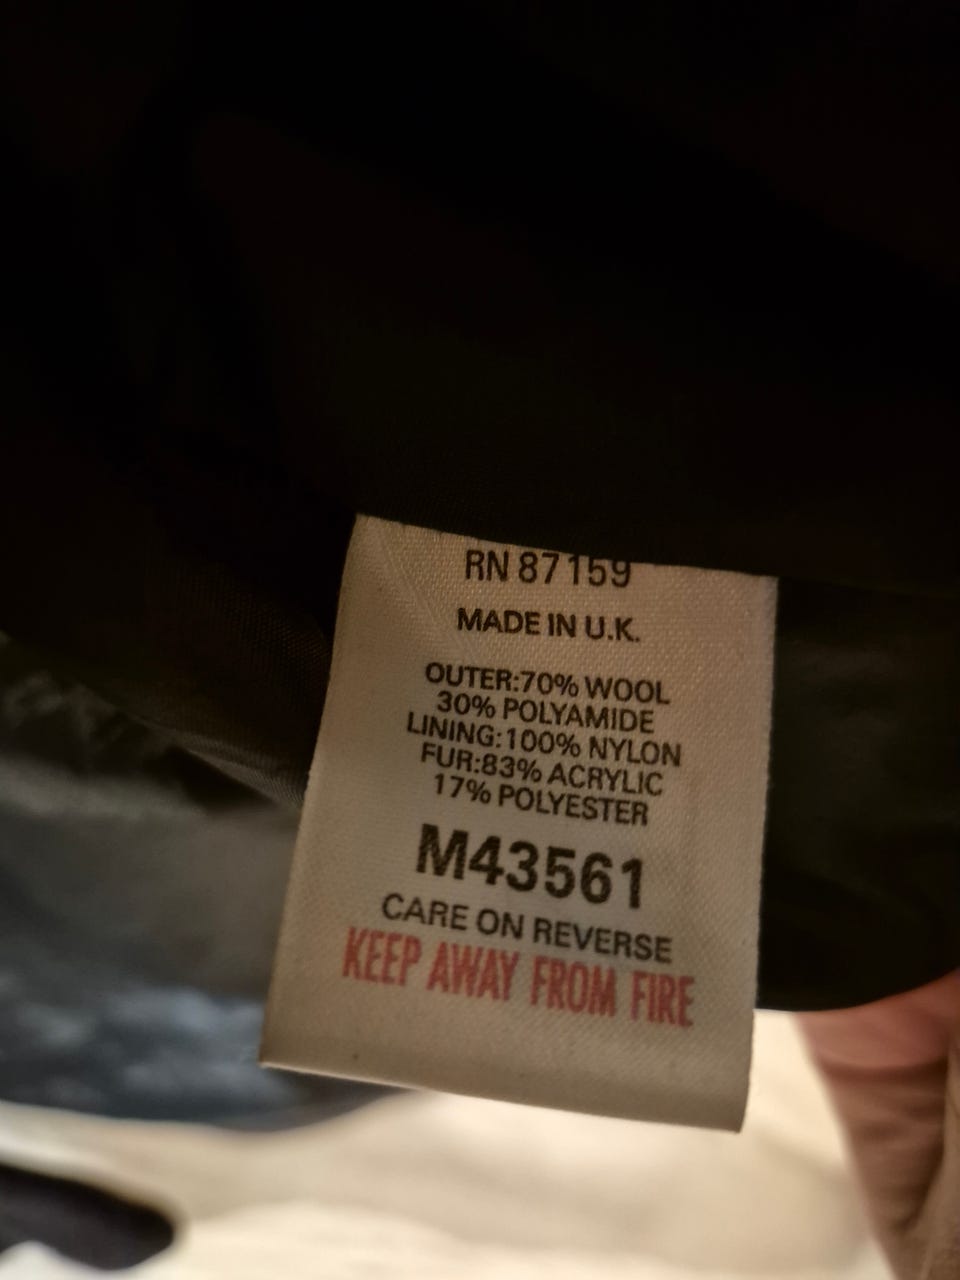 RN 87159
MADE IN U.K.
OUTER:70% WOOL
30% POLYAMIDE
LINING:100% NYLON
FUR:83% ACRYLIC
17% POLYESTER
M43561
CARE ON REVERSE
KEEP AWAY FROM FIRE